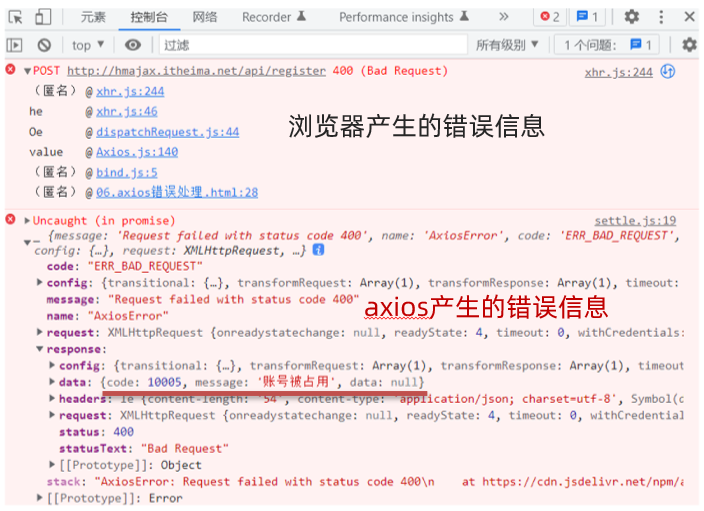 元素 控制台 网络 Recorder Performance insights » 2 1
top ▼ 过滤 所有级别 ▼ 1 个问题: 1
▼POST http://hmajax.itheima.net/api/register 400 (Bad Request) xhr.js:244
(匿名) @ xhr.js:244
he @ xhr.js:46
Oe @ dispatchRequest.js:44
浏览器产生的错误信息
value @ Axios.js:140
(匿名) @ bind.js:5
(匿名) @ 06.axios错误处理.html:28
▶Uncaught (in promise) settle.js:19
▼_ {message: 'Request failed with status code 400', name: 'AxiosError', code: 'ERR_BAD_REQUEST',
config: {…}, request: XMLHttpRequest, …}
code: "ERR_BAD_REQUEST"
▶config: {transitional: {…}, transformRequest: Array(1), transformResponse: Array(1), timeout:
message: "Request failed with status code 400"
axios产生的错误信息
name: "AxiosError"
▶request: XMLHttpRequest {onreadystatechange: null, readyState: 4, timeout: 0, withCredentials:
▼response:
▶config: {transitional: {…}, transformRequest: Array(1), transformResponse: Array(1), timeout
▶data: {code: 10005, message: '账号被占用', data: null}
▶headers: ie {content-length: '54', content-type: 'application/json; charset=utf-8', Symbol(d
▶request: XMLHttpRequest {onreadystatechange: null, readyState: 4, timeout: 0, withCredential
status: 400
statusText: "Bad Request"
▶[[Prototype]]: Object
stack: "AxiosError: Request failed with status code 400\n at https://cdn.jsdelivr.net/npm/a
▶[[Prototype]]: Error